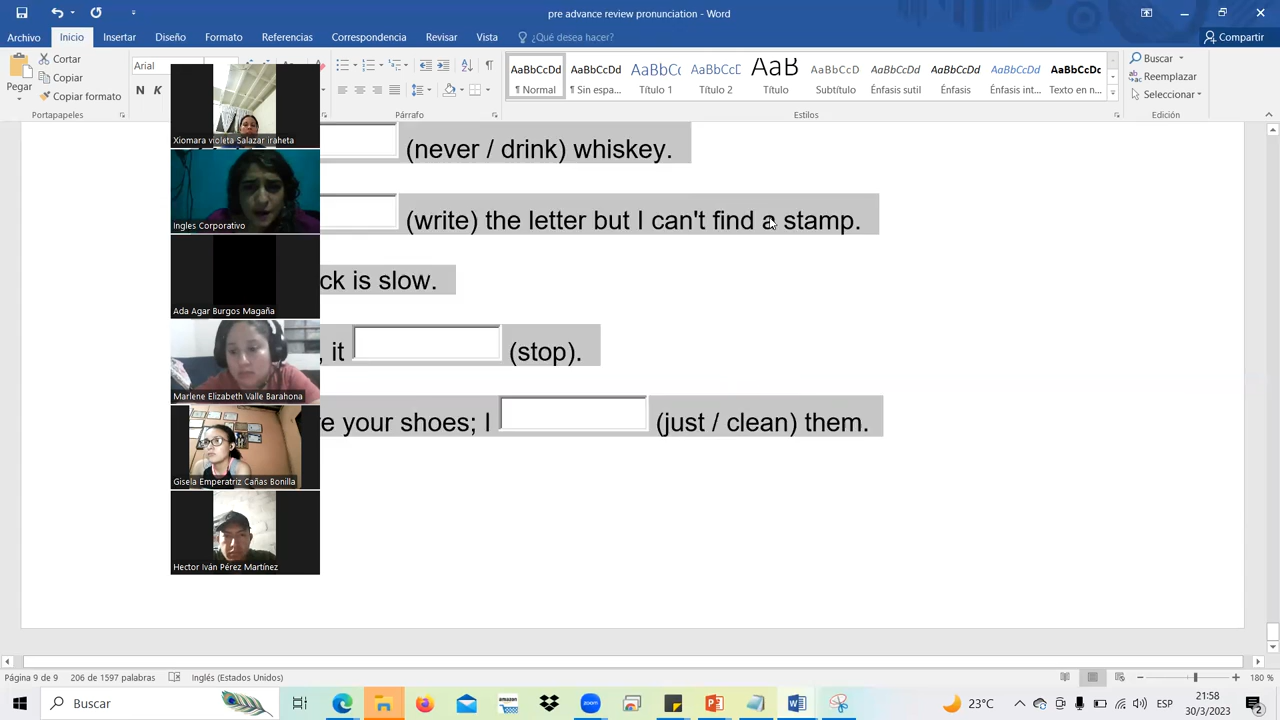 pre advance whiskey pronunciation - Word
Archivo Inicio Insertar Diseño Formato Referencias Correspondencia Revisar Vista ¿Qué desea hacer? Compartir
Pegar
Cortar
Copiar
Copiar formato
Portapapeles
Arial
N K
Párrafo
AaBbCcDd AaBbCcDd AaBbCc AaBbCcD AaB AaBbCcD AaBbCcDd AaBbCcDd AaBbCcDd AaBbCcDc
¶ Normal ¶ Sin espa... Título 1 Título 2 Título Subtítulo Énfasis sutil Énfasis Énfasis int... Texto en n...
Estilos
Buscar
Reemplazar
Seleccionar
Edición
Xiomara violeta Salazar iraheta
Ingles Corporativo
Ada Agar Burgos Magaña
Marlene Elizabeth Valle Barahona
Gisela Emperatriz Cañas Bonilla
Hector Iván Pérez Martínez
(never / drink) whiskey.
(write) the letter but I can't find a stamp.
ck is slow.
, it (stop).
e your shoes; I (just / clean) them.
Página 9 de 9 206 de 1597 palabras Inglés (Estados Unidos) 180 %
Buscar
amazon
zoom
23°C
ESP
21:58
30/3/2023
2